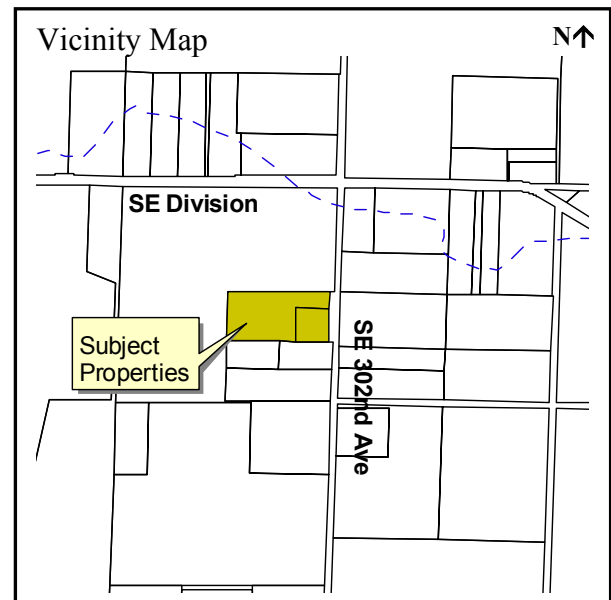 Vicinity Map
N↑
SE Division
Subject
Properties
SE 302nd Ave